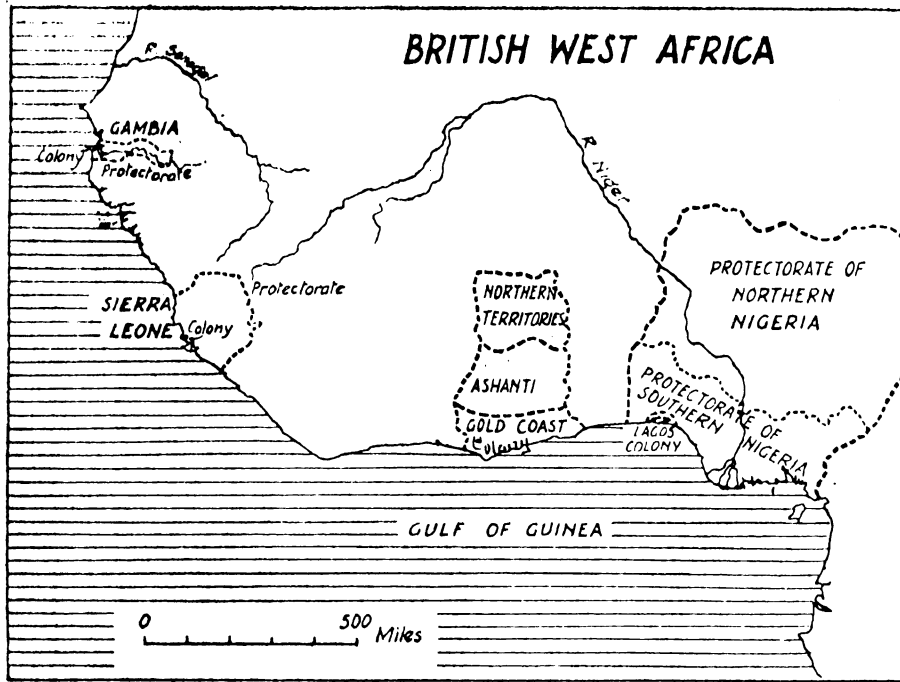 BRITISH WEST AFRICA
R. Senegal
GAMBIA
Colony
Protectorate
R. Niger
PROTECTORATE OF
NORTHERN
NIGERIA
Protectorate
SIERRA
LEONE
Colony
NORTHERN
TERRITORIES
ASHANTI
GOLD COAST
Colony
PROTECTORATE OF
SOUTHERN
NIGERIA
LAGOS
COLONY
GULF OF GUINEA
0 500 Miles